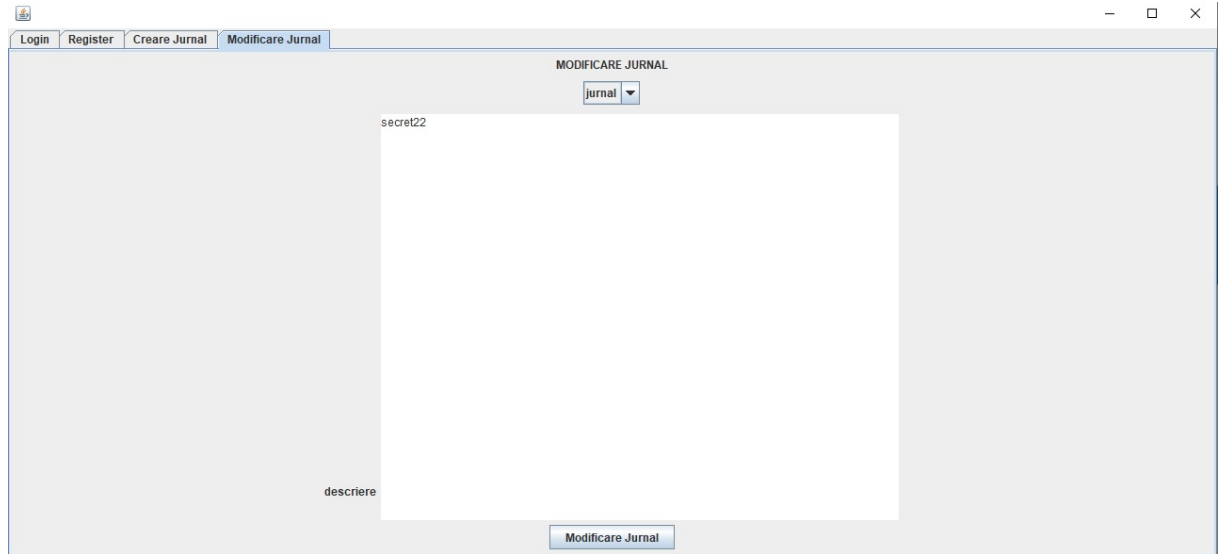 Login Register Creare Jurnal Modificare Jurnal
MODIFICARE JURNAL
jurnal
secret22
descriere
Modificare Jurnal